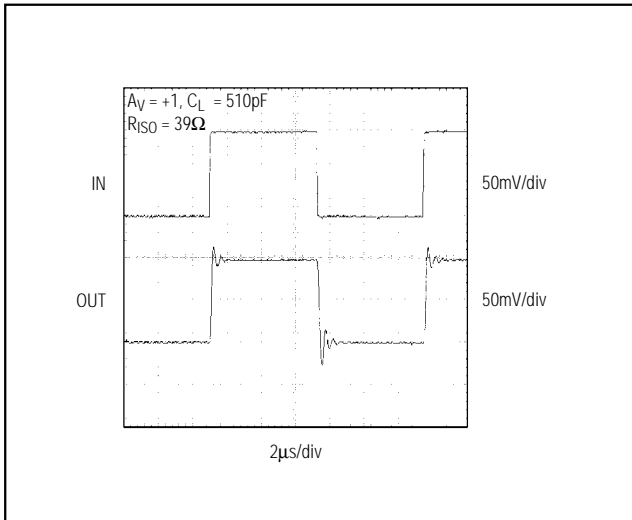 AV = +1, CL = 510pF
RISO = 39Ω
IN
50mV/div
OUT
50mV/div
2μs/div